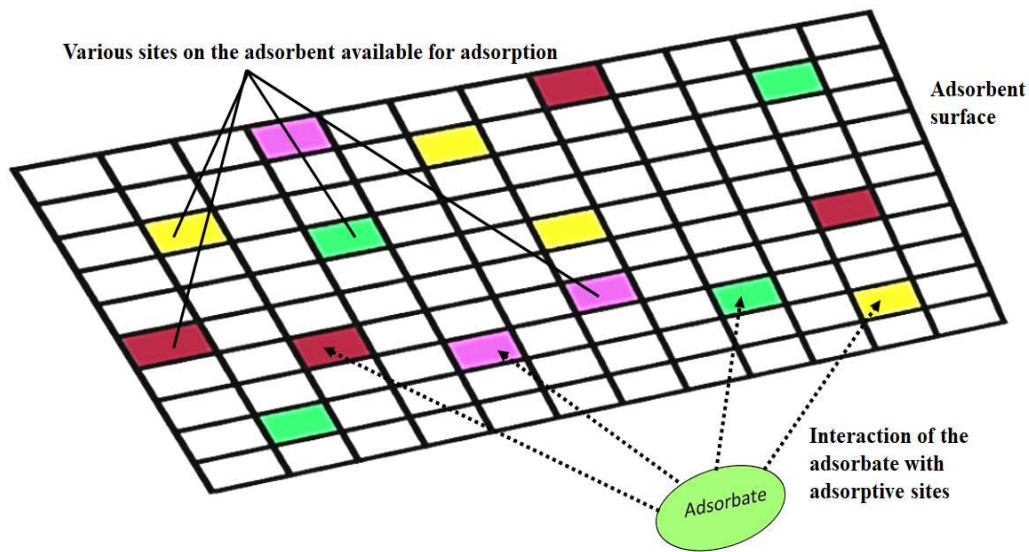 Various sites on the adsorbent available for adsorption
Adsorbent
surface
Interaction of the
adsorbate with
adsorptive sites
Adsorbate